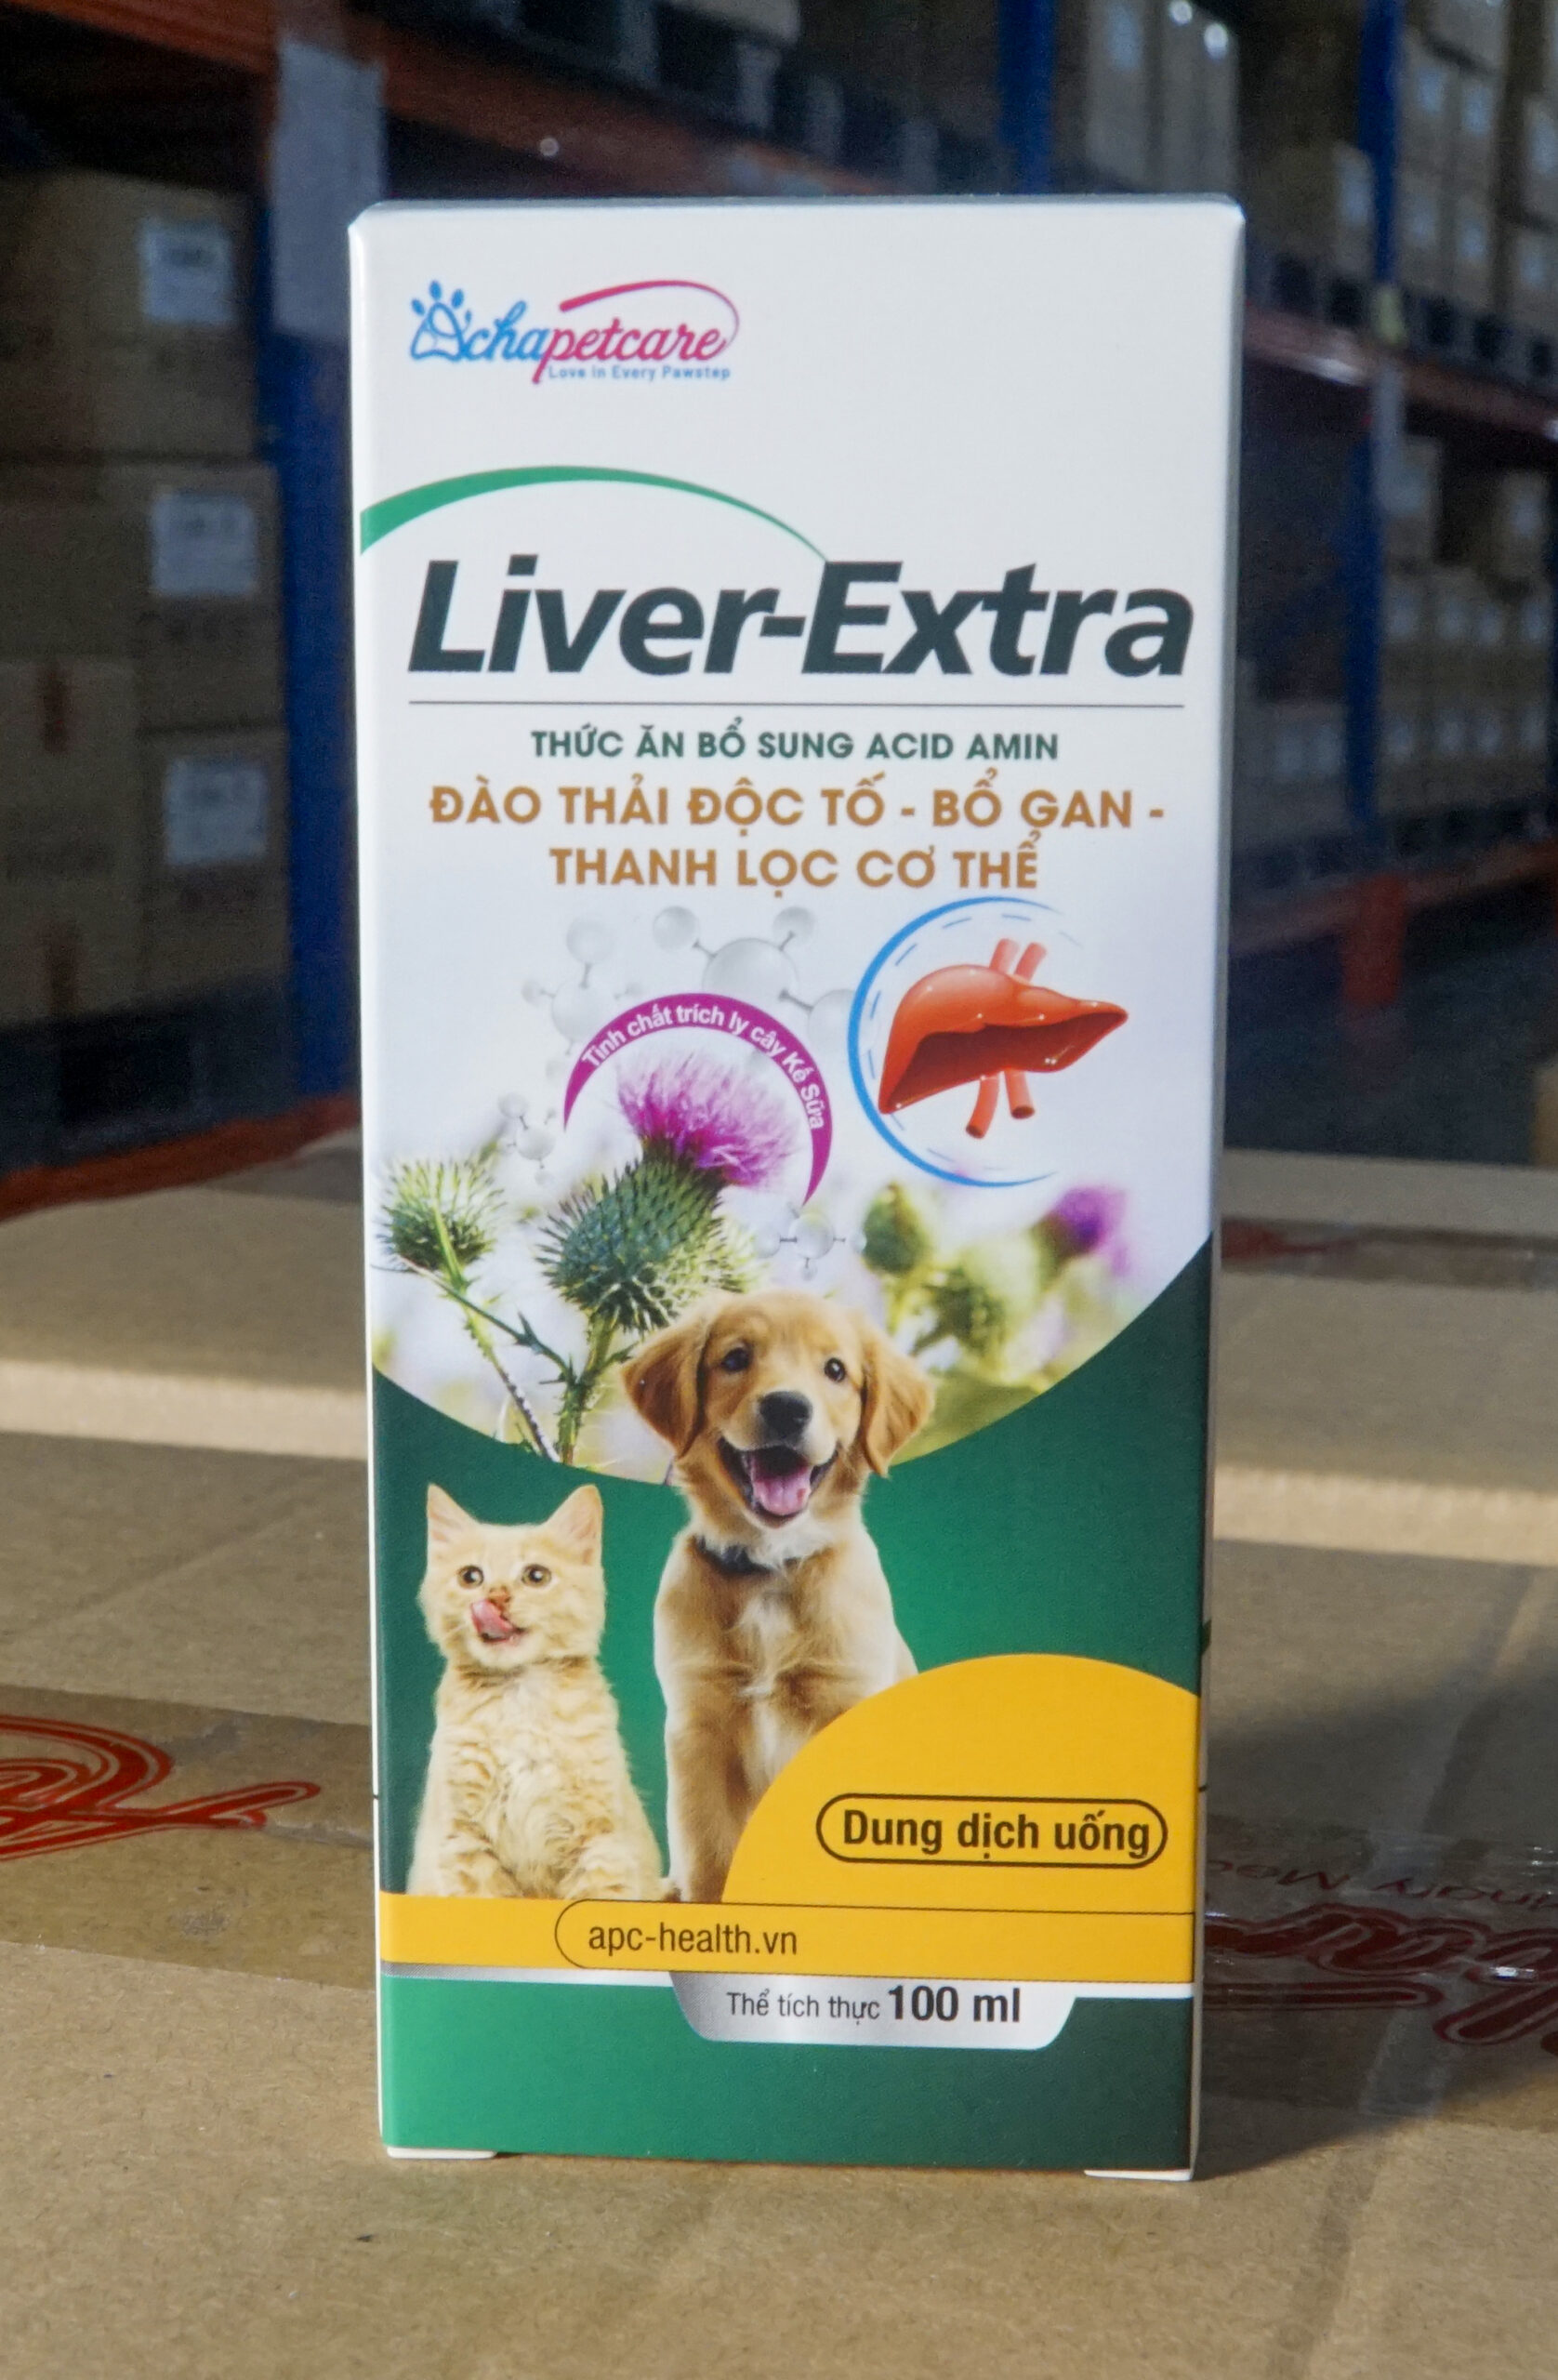 achapetcare
Love in Every Pawstep
Liver-Extra
THỨC ĂN BỔ SUNG ACID AMIN
ĐÀO THẢI ĐỘC TỐ - BỔ GAN -
THANH LỌC CƠ THỂ
Tinh chất trích ly cây Kế Sữa
Dung dịch uống
apc-health.vn
Thể tích thực 100 ml